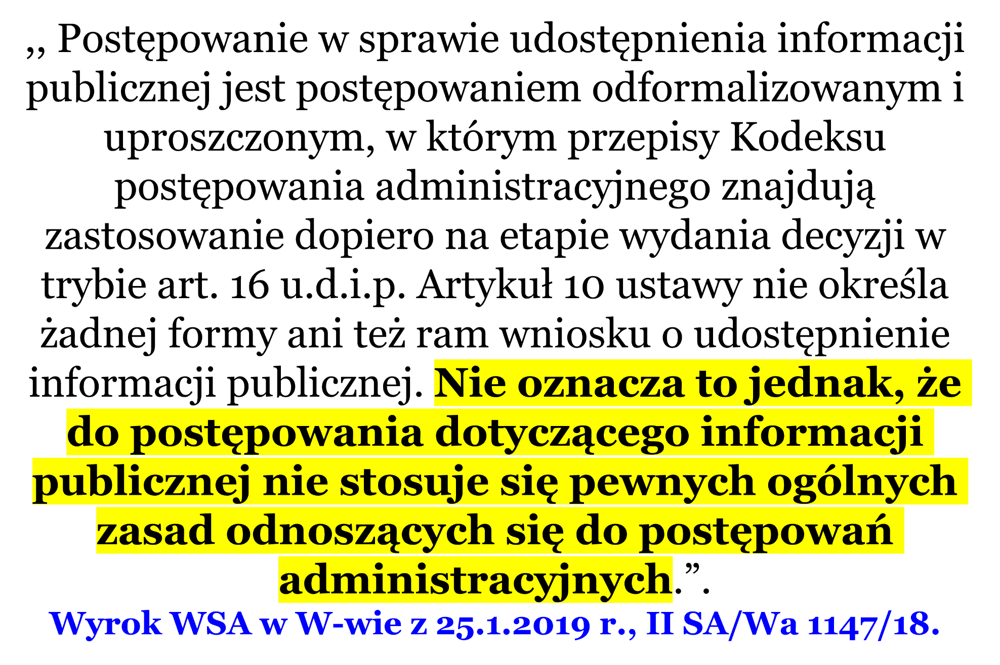 ,, Postępowanie w sprawie udostępnienia informacji
publicznej jest postępowaniem odformalizowanym i
uproszczonym, w którym przepisy Kodeksu
postępowania administracyjnego znajdują
zastosowanie dopiero na etapie wydania decyzji w
trybie art. 16 u.d.i.p. Artykuł 10 ustawy nie określa
żadnej formy ani też ram wniosku o udostępnienie
informacji publicznej. Nie oznacza to jednak, że
do postępowania dotyczącego informacji
publicznej nie stosuje się pewnych ogólnych
zasad odnoszących się do postępowań
administracyjnych.”.
Wyrok WSA w W-wie z 25.1.2019 r., II SA/Wa 1147/18.